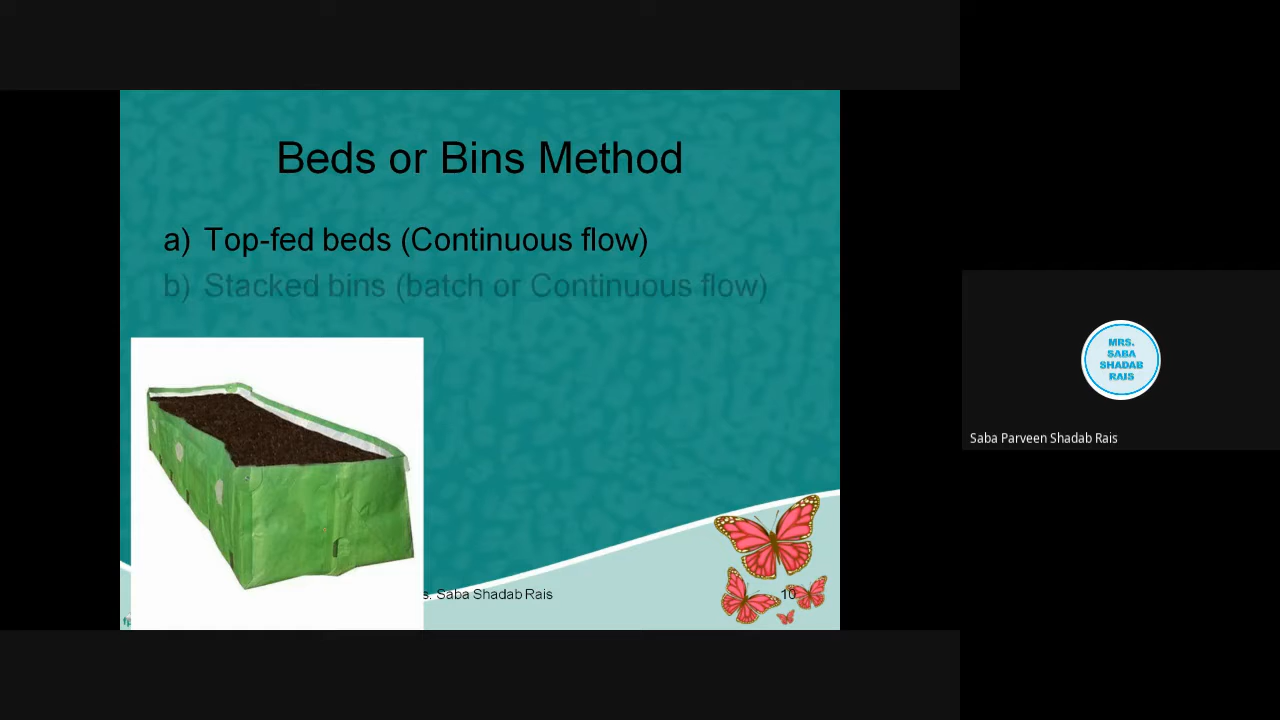 Beds or Bins Method
a) Top-fed beds (Continuous flow)
b) Stacked bins (batch or Continuous flow)
s. Saba Shadab Rais
10
MRS.
SABA
SHADAB
RAIS
Saba Parveen Shadab Rais